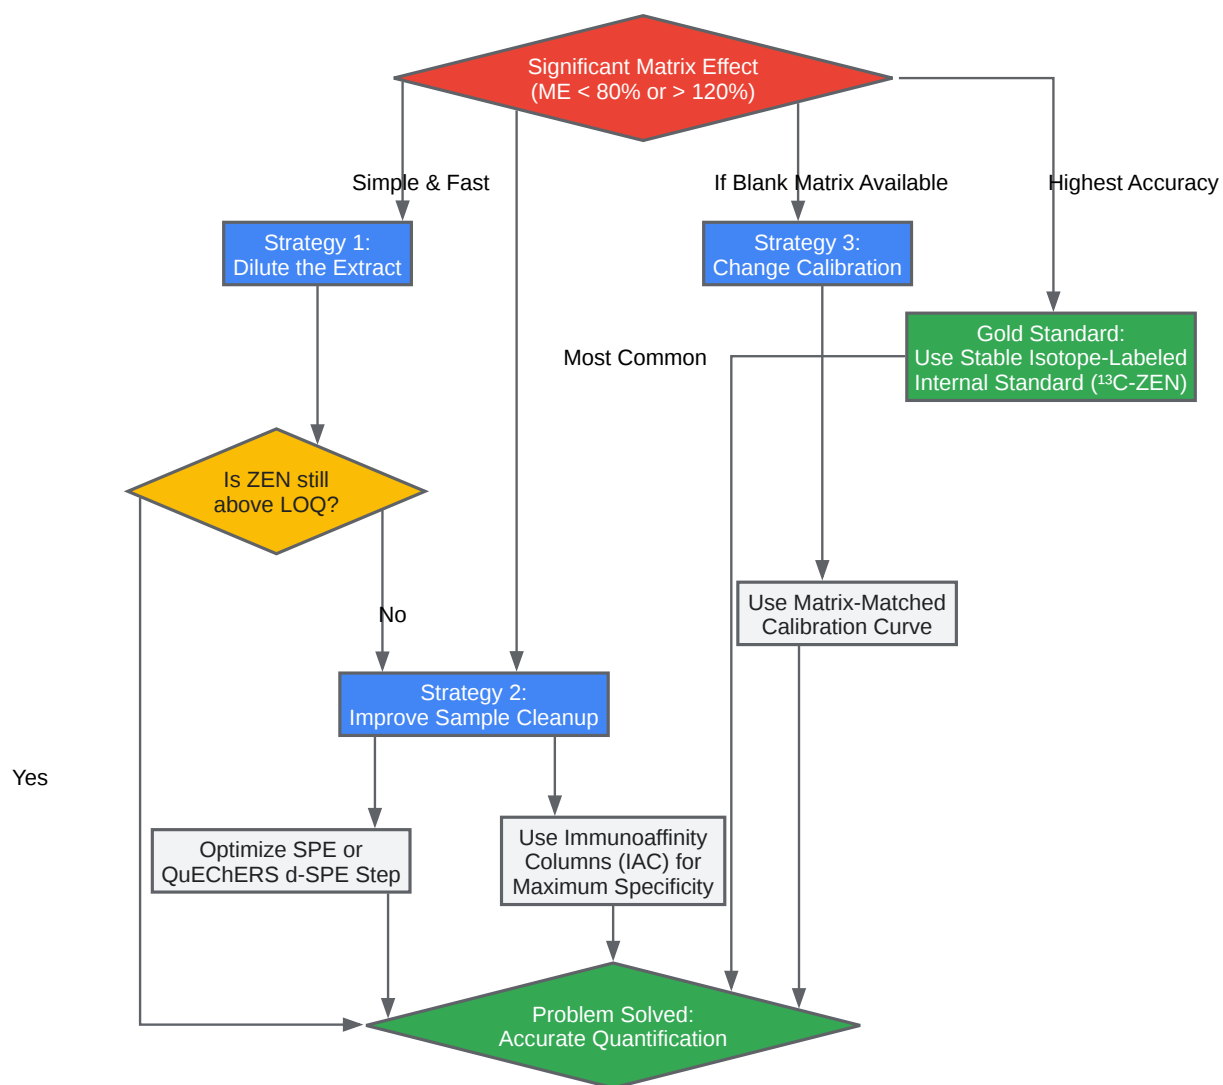 Significant Matrix Effect
(ME < 80% or > 120%)
Simple & Fast
If Blank Matrix Available
Highest Accuracy
Strategy 1:
Dilute the Extract
Strategy 3:
Change Calibration
Gold Standard:
Use Stable Isotope-Labeled
Internal Standard (¹³C-ZEN)
Most Common
Is ZEN still
above LOQ?
No
Use Matrix-Matched
Calibration Curve
Strategy 2:
Improve Sample Cleanup
Yes
Optimize SPE or
QuEChERS d-SPE Step
Use Immunoaffinity
Columns (IAC) for
Maximum Specificity
Problem Solved:
Accurate Quantification